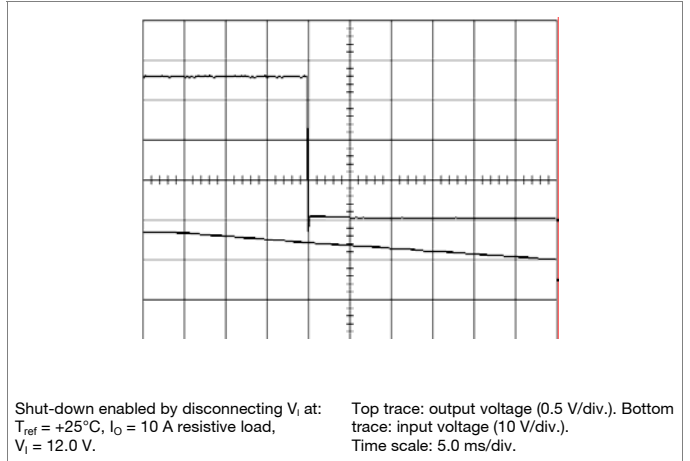 Shut-down enabled by disconnecting VI at:
Tref = +25°C, IO = 10 A resistive load,
VI = 12.0 V.
Top trace: output voltage (0.5 V/div.). Bottom
trace: input voltage (10 V/div.).
Time scale: 5.0 ms/div.